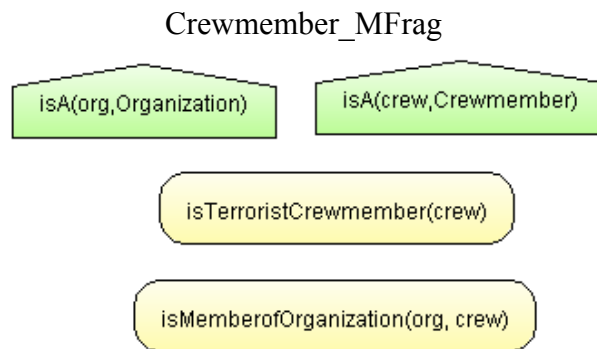 Crewmember_MFrag
isA(org,Organization)
isA(crew,Crewmember)
isTerroristCrewmember(crew)
isMemberofOrganization(org, crew)